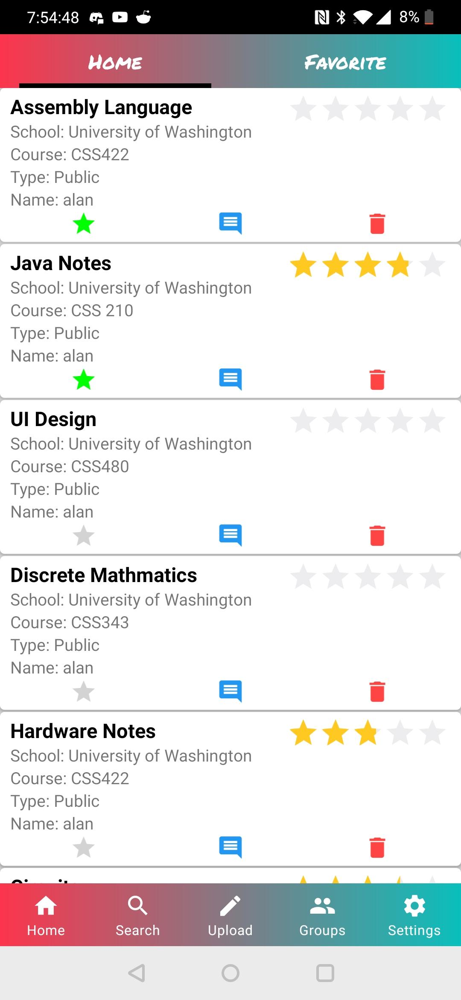 7:54:48 8%
Home Favorite
Assembly Language
School: University of Washington
Course: CSS422
Type: Public
Name: alan
Java Notes
School: University of Washington
Course: CSS 210
Type: Public
Name: alan
UI Design
School: University of Washington
Course: CSS480
Type: Public
Name: alan
Discrete Mathmatics
School: University of Washington
Course: CSS343
Type: Public
Name: alan
Hardware Notes
School: University of Washington
Course: CSS422
Type: Public
Name: alan
Home Search Upload Groups Settings